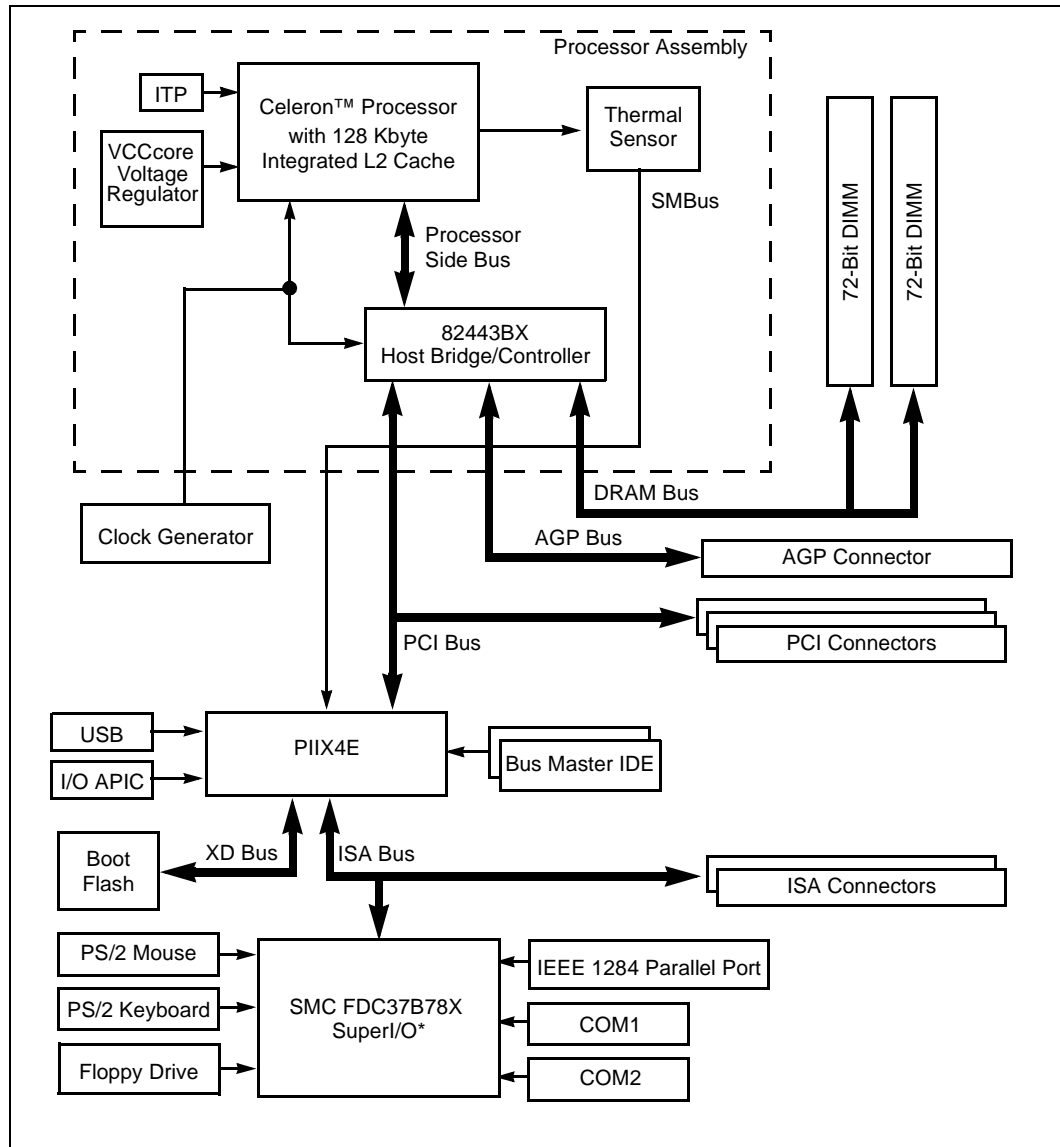 Processor Assembly
ITP
Celeron™ Processor
with 128 Kbyte
Integrated L2 Cache
Thermal
Sensor
VCCcore
Voltage
Regulator
SMBus
72-Bit DIMM
72-Bit DIMM
Processor
Side Bus
82443BX
Host Bridge/Controller
DRAM Bus
Clock Generator
AGP Bus
AGP Connector
PCI Bus
PCI Connectors
USB
PIIX4E
Bus Master IDE
I/O APIC
Boot
Flash
XD Bus
ISA Bus
ISA Connectors
PS/2 Mouse
IEEE 1284 Parallel Port
PS/2 Keyboard
SMC FDC37B78X
SuperI/O*
COM1
Floppy Drive
COM2